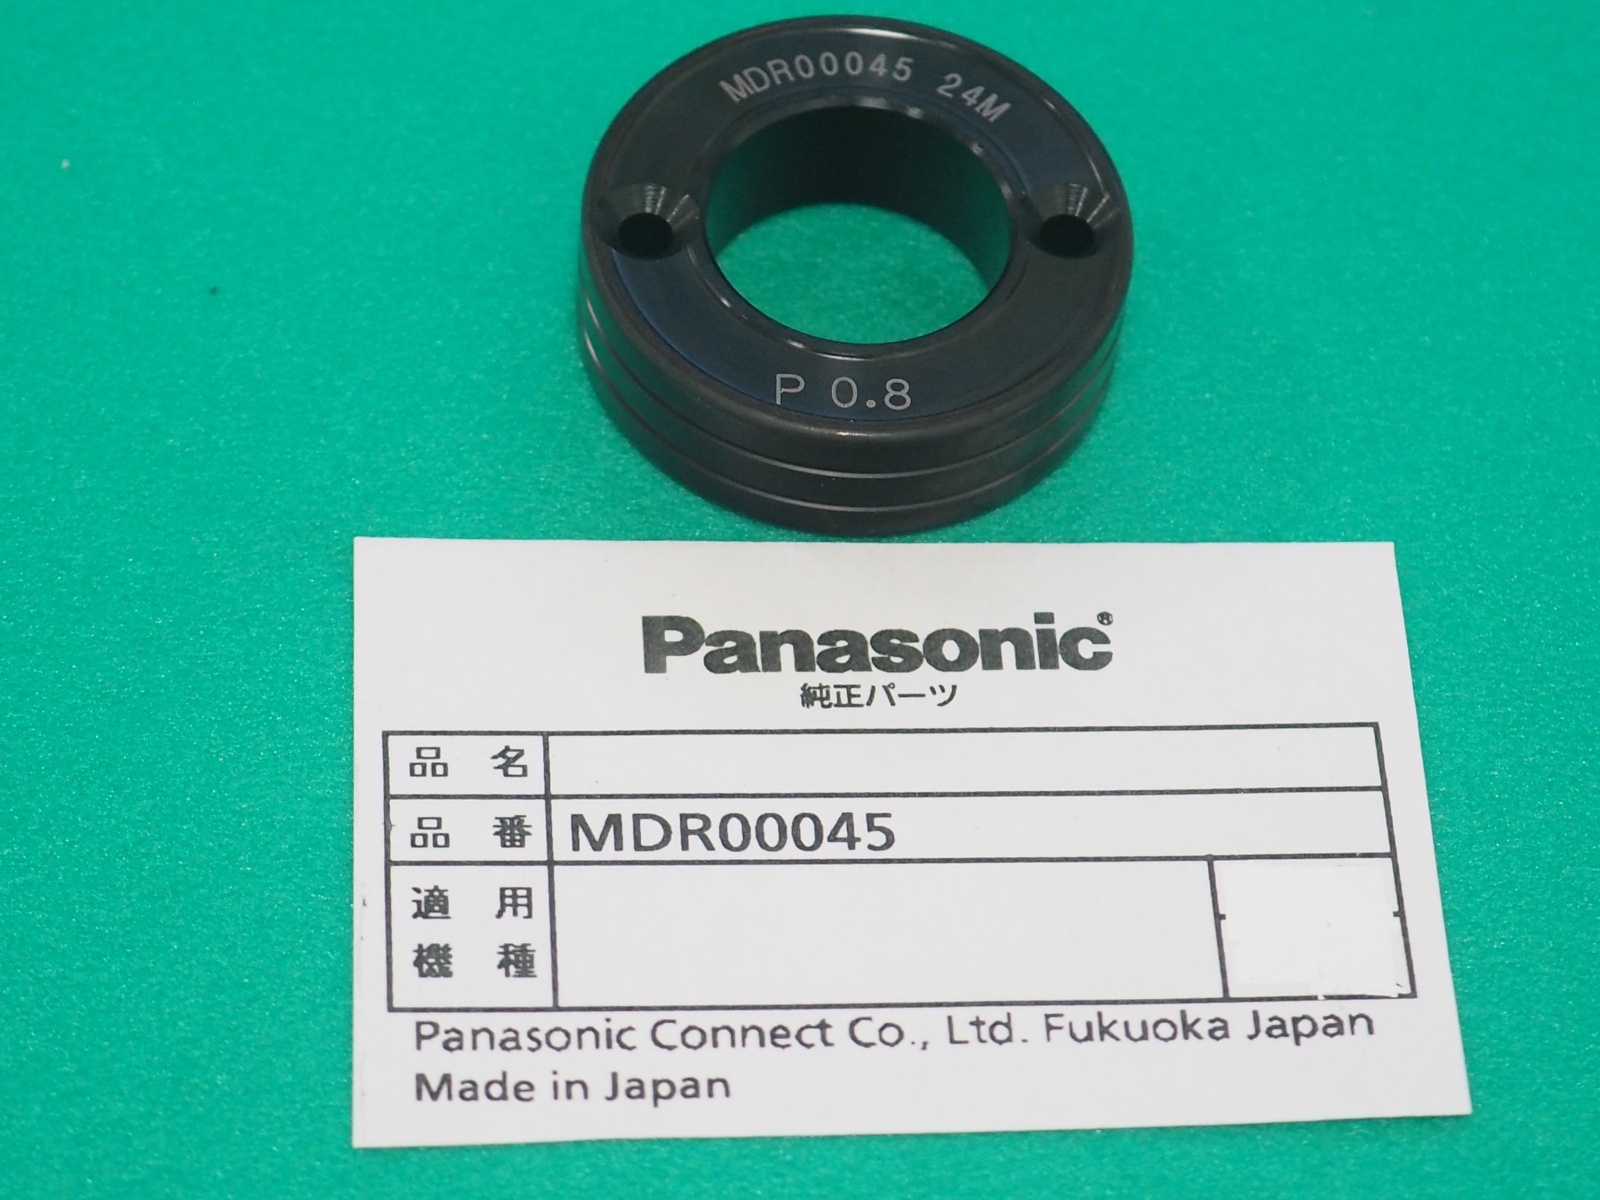 MDR00045 24M
P 0.8
Panasonic®
純正パーツ
品名
品番 MDR00045
適用
機種
Panasonic Connect Co., Ltd. Fukuoka Japan
Made in Japan